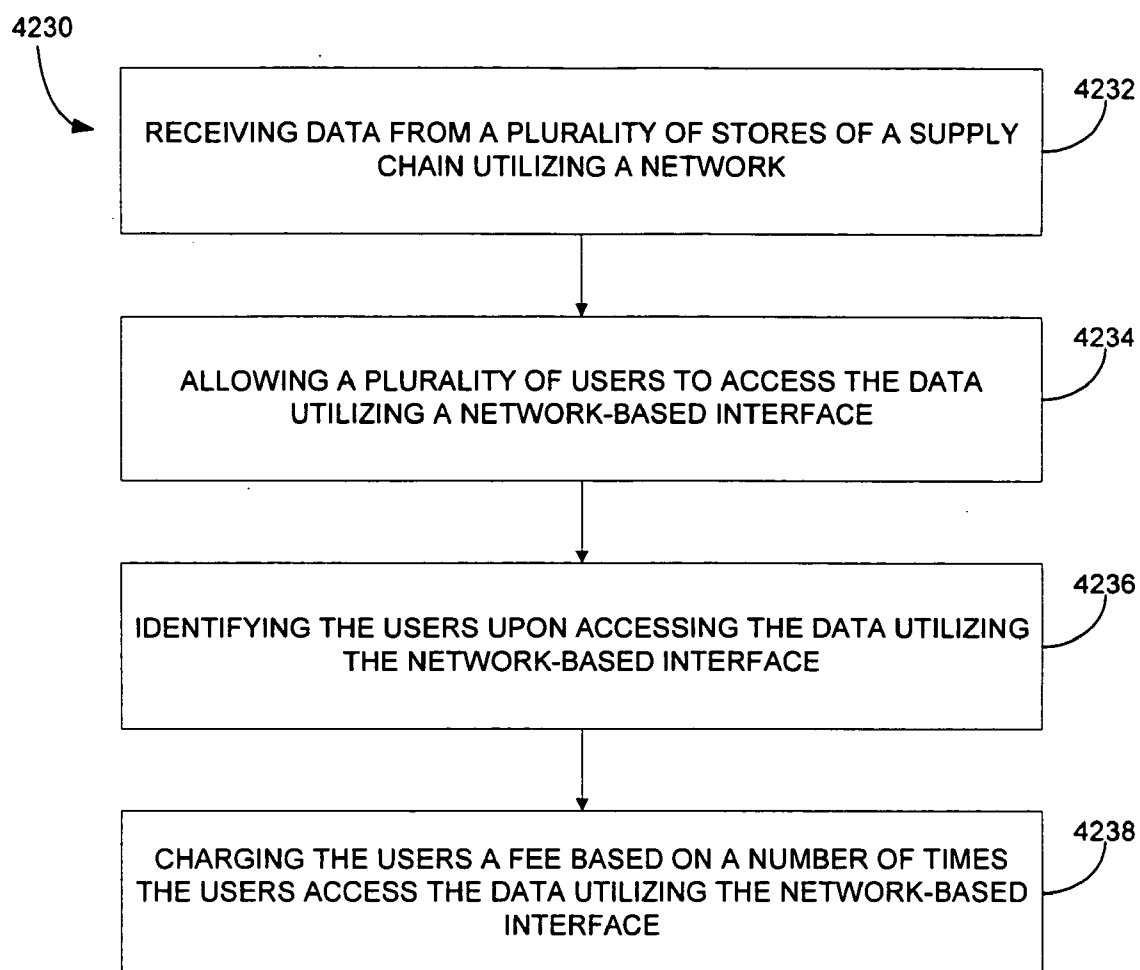 4230
4232
RECEIVING DATA FROM A PLURALITY OF STORES OF A SUPPLY
CHAIN UTILIZING A NETWORK
4234
ALLOWING A PLURALITY OF USERS TO ACCESS THE DATA
UTILIZING A NETWORK-BASED INTERFACE
4236
IDENTIFYING THE USERS UPON ACCESSING THE DATA UTILIZING
THE NETWORK-BASED INTERFACE
4238
CHARGING THE USERS A FEE BASED ON A NUMBER OF TIMES
THE USERS ACCESS THE DATA UTILIZING THE NETWORK-BASED
INTERFACE